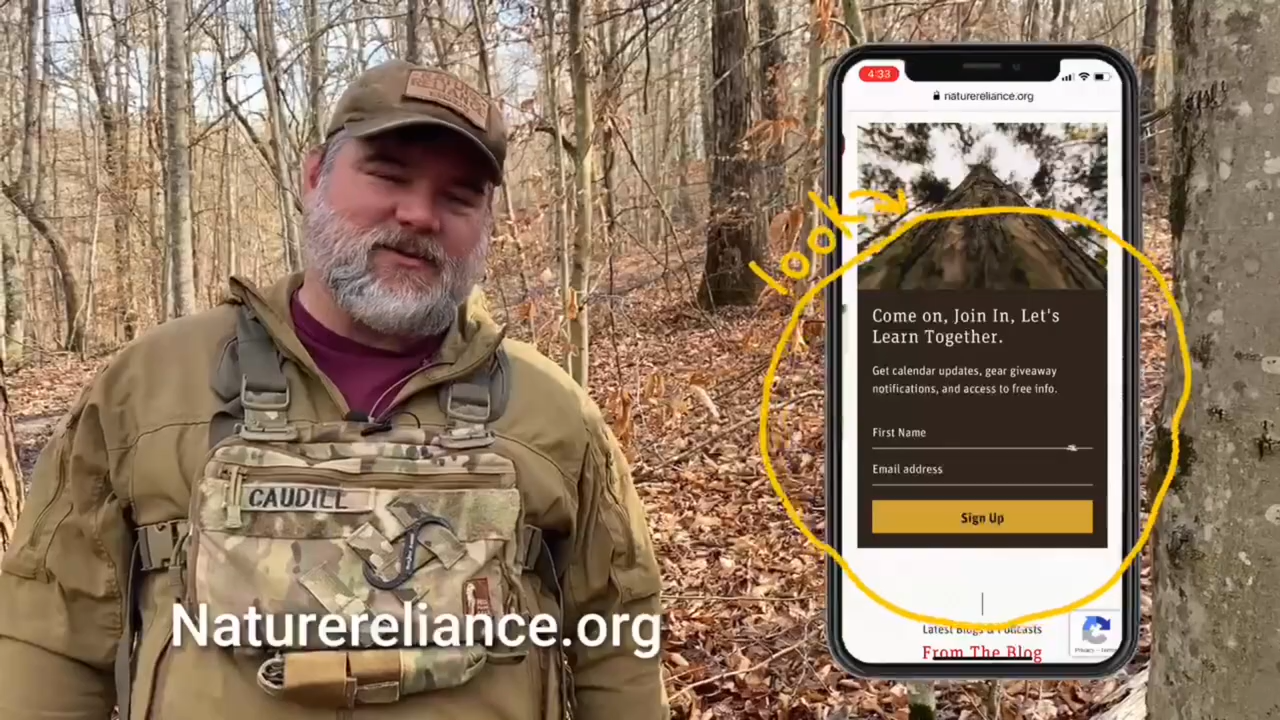 CAUDILL
Naturereliance.org
LOOK
4:33
naturereliance.org
Come on, Join In, Let's
Learn Together.
Get calendar updates, gear giveaway
notifications, and access to free info.
First Name
Email address
Sign Up
Latest Blogs & Podcasts
From The Blog